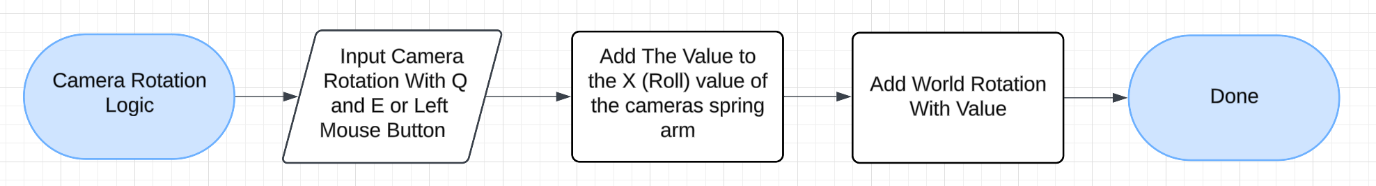 Camera Rotation
Logic
Input Camera
Rotation With Q
and E or Left
Mouse Button
Add The Value to
the X (Roll) value of
the cameras spring
arm
Add World Rotation
With Value
Done